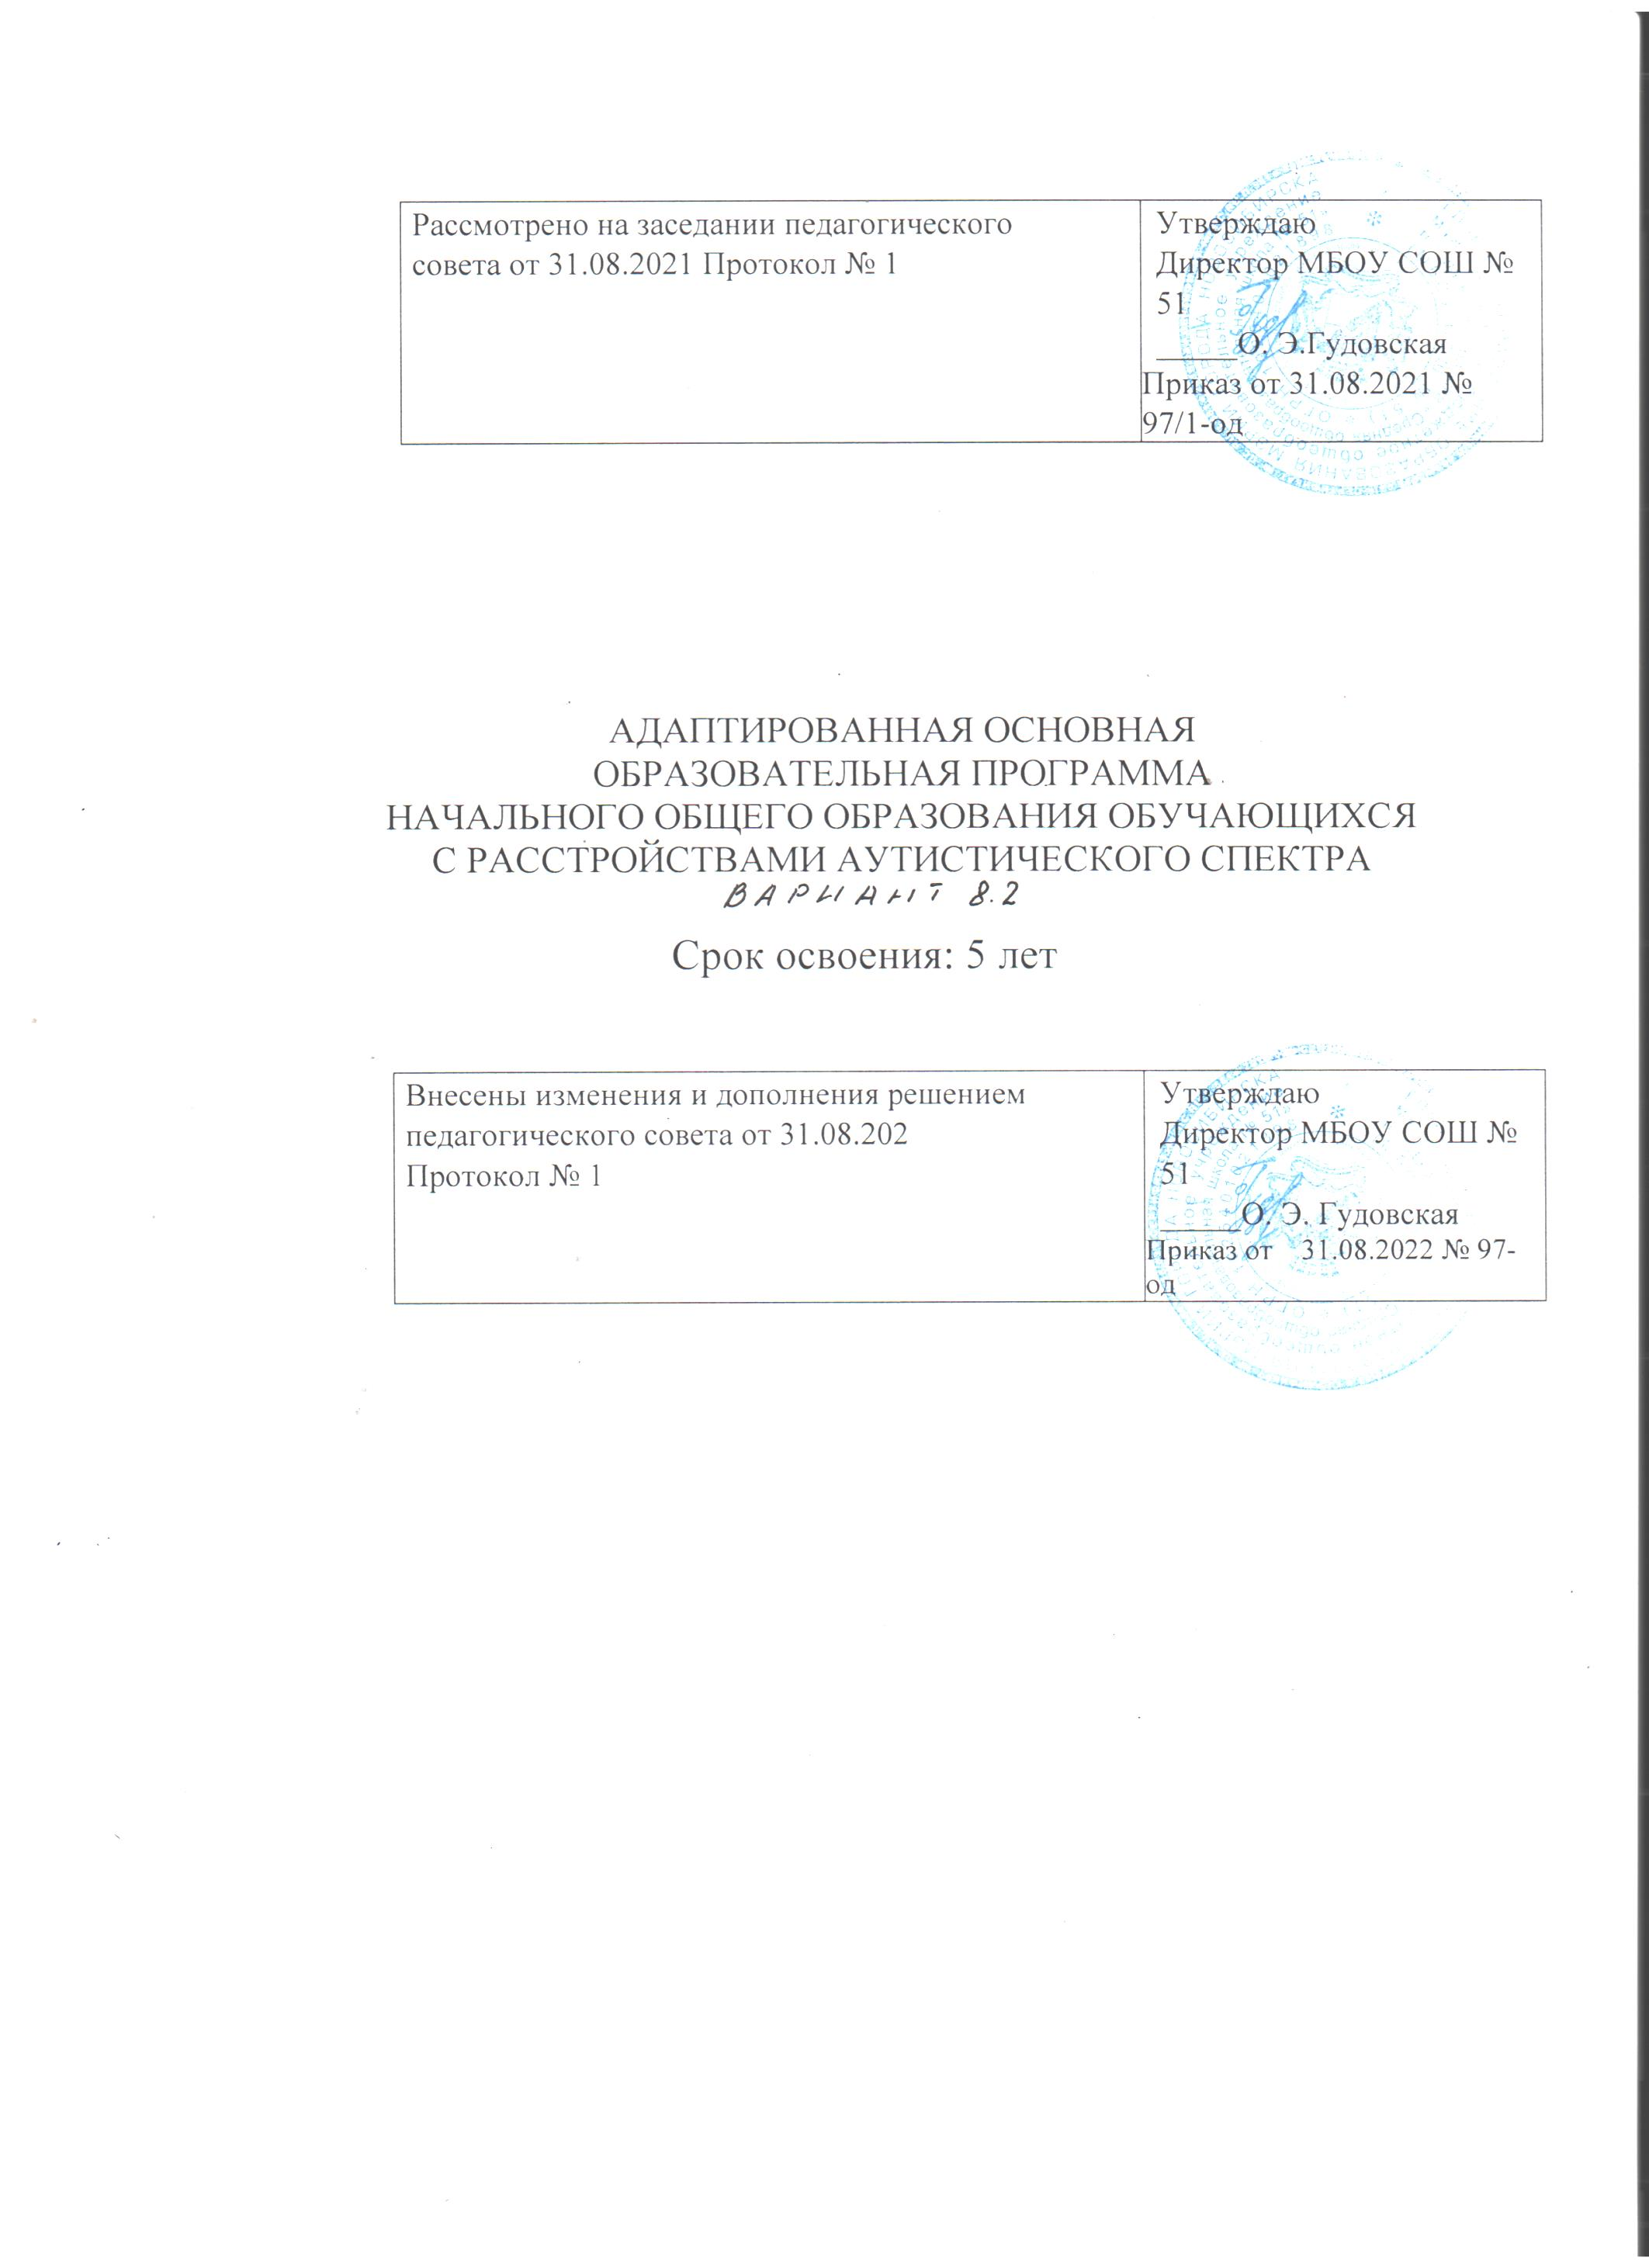 Рассмотрено на заседании педагогического
совета от 31.08.2021 Протокол № 1
Утверждаю
Директор МБОУ СОШ №
51
______О. Э.Гудовская
Приказ от 31.08.2021 №
97/1-од
АДАПТИРОВАННАЯ ОСНОВНАЯ
ОБРАЗОВАТЕЛЬНАЯ ПРОГРАММА
НАЧАЛЬНОГО ОБЩЕГО ОБРАЗОВАНИЯ ОБУЧАЮЩИХСЯ
С РАССТРОЙСТВАМИ АУТИСТИЧЕСКОГО СПЕКТРА
ВАРИАНТ 8.2
Срок освоения: 5 лет
Внесены изменения и дополнения решением
педагогического совета от 31.08.202
Протокол № 1
Утверждаю
Директор МБОУ СОШ №
51
______О. Э. Гудовская
Приказ от 31.08.2022 № 97-
од